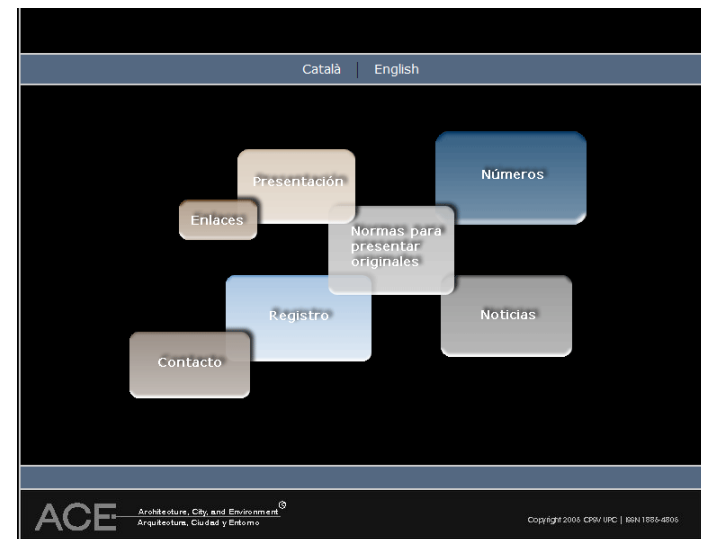 Català | English
Presentación
Números
Enlaces
Normas para
presentar
originales
Registro
Noticias
Contacto
ACE
Architecture, City, and Environment ©
Arquitectura, Ciudad y Entorno
Copyright 2006 CPSV UPC | ISSN 1886-4805